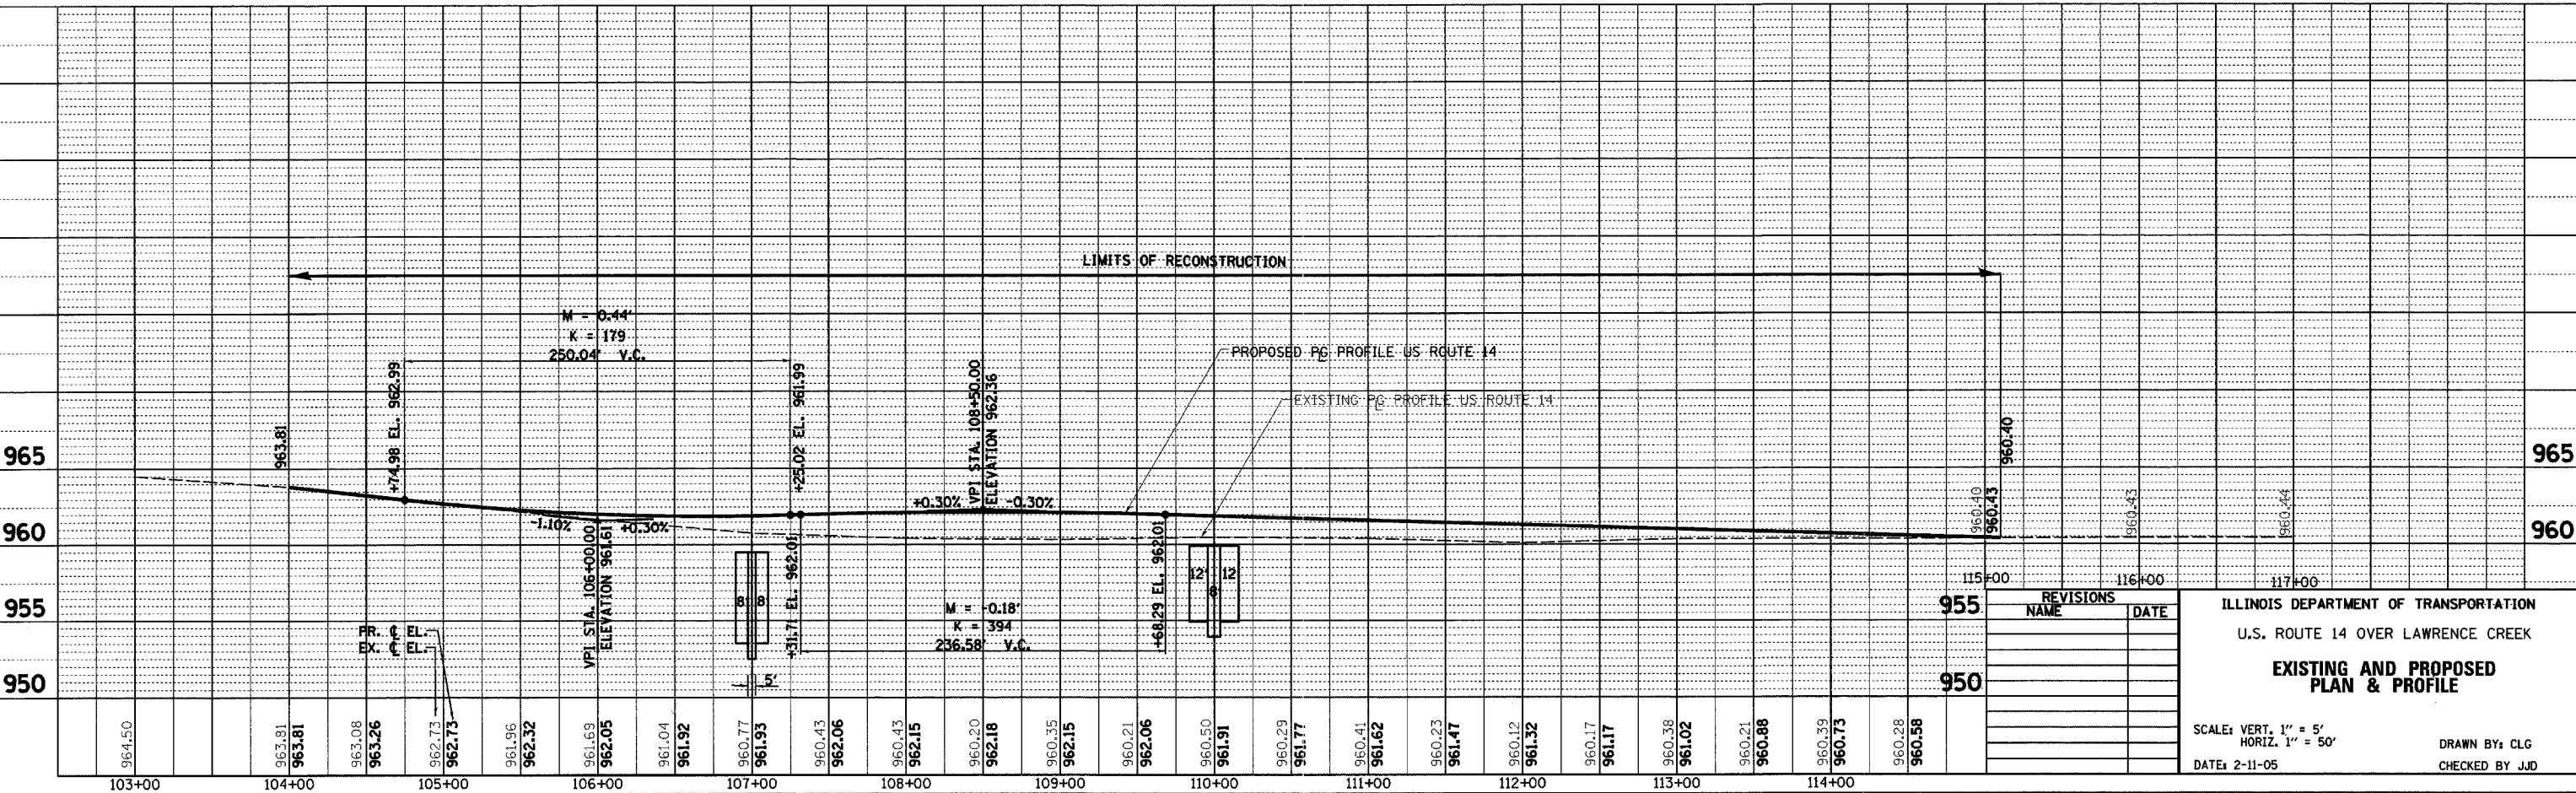 LIMITS OF RECONSTRUCTION
M = 0.44'
K = 179
250.04' V.C.
+74.98 EL. 962.99
+25.02 EL. 961.99
963.81
VPI STA. 108+50.00
ELEVATION 962.36
+0.30%
-0.30%
PROPOSED PG PROFILE US ROUTE 14
EXISTING PG PROFILE US ROUTE 14
960.40
965
965
960
960
955
955
950
950
-1.10%
+0.30%
VPI STA. 106+00.00
ELEVATION 961.61
8'
8'
5'
+31.71 EL. 962.01
M = -0.18'
K = 394
236.58' V.C.
+68.29 EL. 962.01
12'
12'
8'
960.40
960.43
960.43
960.44
115+00
116+00
117+00
PR. ℄ EL.
EX. ℄ EL.
964.50
963.81
963.81
963.08
963.26
962.73
962.73
961.96
962.32
961.69
962.05
961.04
961.92
960.77
961.93
960.43
962.06
960.43
962.15
960.20
962.18
960.35
962.15
960.21
962.06
960.50
961.91
960.29
961.77
960.41
961.62
960.23
961.47
960.12
961.32
960.17
961.17
960.38
961.02
960.21
960.88
960.39
960.73
960.28
960.58
103+00
104+00
105+00
106+00
107+00
108+00
109+00
110+00
111+00
112+00
113+00
114+00
REVISIONS
NAME
DATE
ILLINOIS DEPARTMENT OF TRANSPORTATION
U.S. ROUTE 14 OVER LAWRENCE CREEK
EXISTING AND PROPOSED
PLAN & PROFILE
SCALE: VERT. 1" = 5'
HORIZ. 1" = 50'
DATE: 2-11-05
DRAWN BY: CLG
CHECKED BY JJD